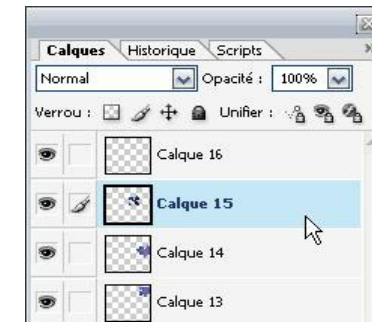 Calques Historique Scripts
Normal Opacité : 100%
Verrou : Unifier :
Calque 16
Calque 15
Calque 14
Calque 13